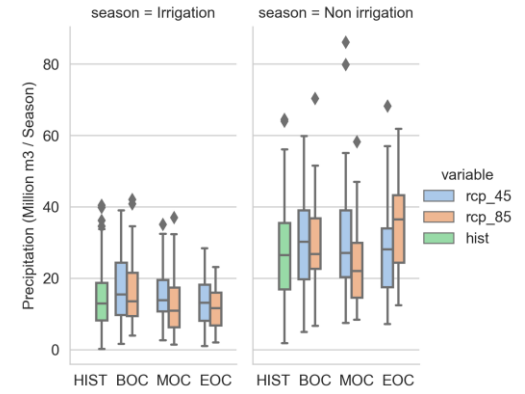 season = Irrigation
season = Non irrigation
Precipitation (Million m3 / Season)
80
60
40
20
0
HIST BOC MOC EOC
HIST BOC MOC EOC
variable
rcp_45
rcp_85
hist